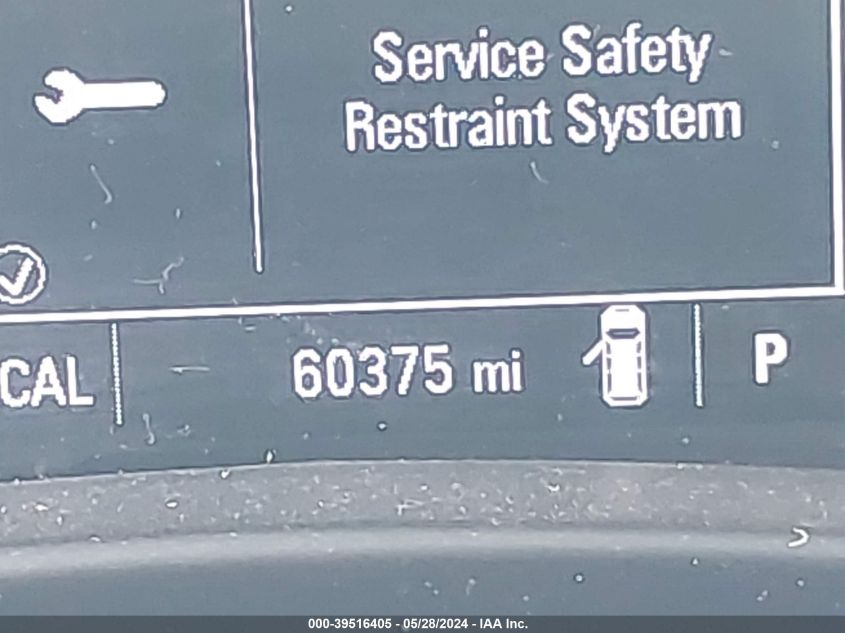 Service Safety
Restraint System
CAL
60375 mi
P
000-39516405 - 05/28/2024 - IAA Inc.